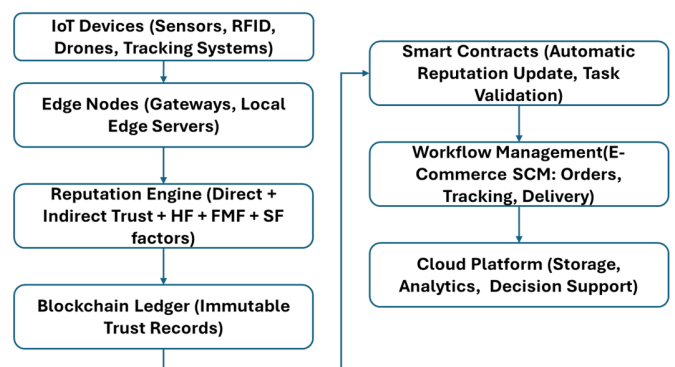 IoT Devices (Sensors, RFID,
Drones, Tracking Systems)
Edge Nodes (Gateways, Local
Edge Servers)
Reputation Engine (Direct +
Indirect Trust + HF + FMF + SF
factors)
Blockchain Ledger (Immutable
Trust Records)
Smart Contracts (Automatic
Reputation Update, Task
Validation)
Workflow Management(E-
Commerce SCM: Orders,
Tracking, Delivery)
Cloud Platform (Storage,
Analytics,  Decision Support)